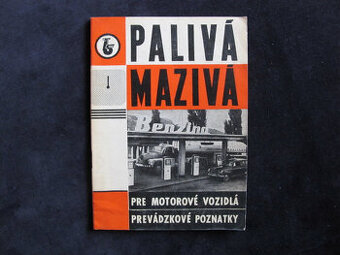 PALIVÁ
MAZIVÁ
Benzina
PRE MOTOROVÉ VOZIDLÁ
PREVÁDZKOVÉ POZNATKY